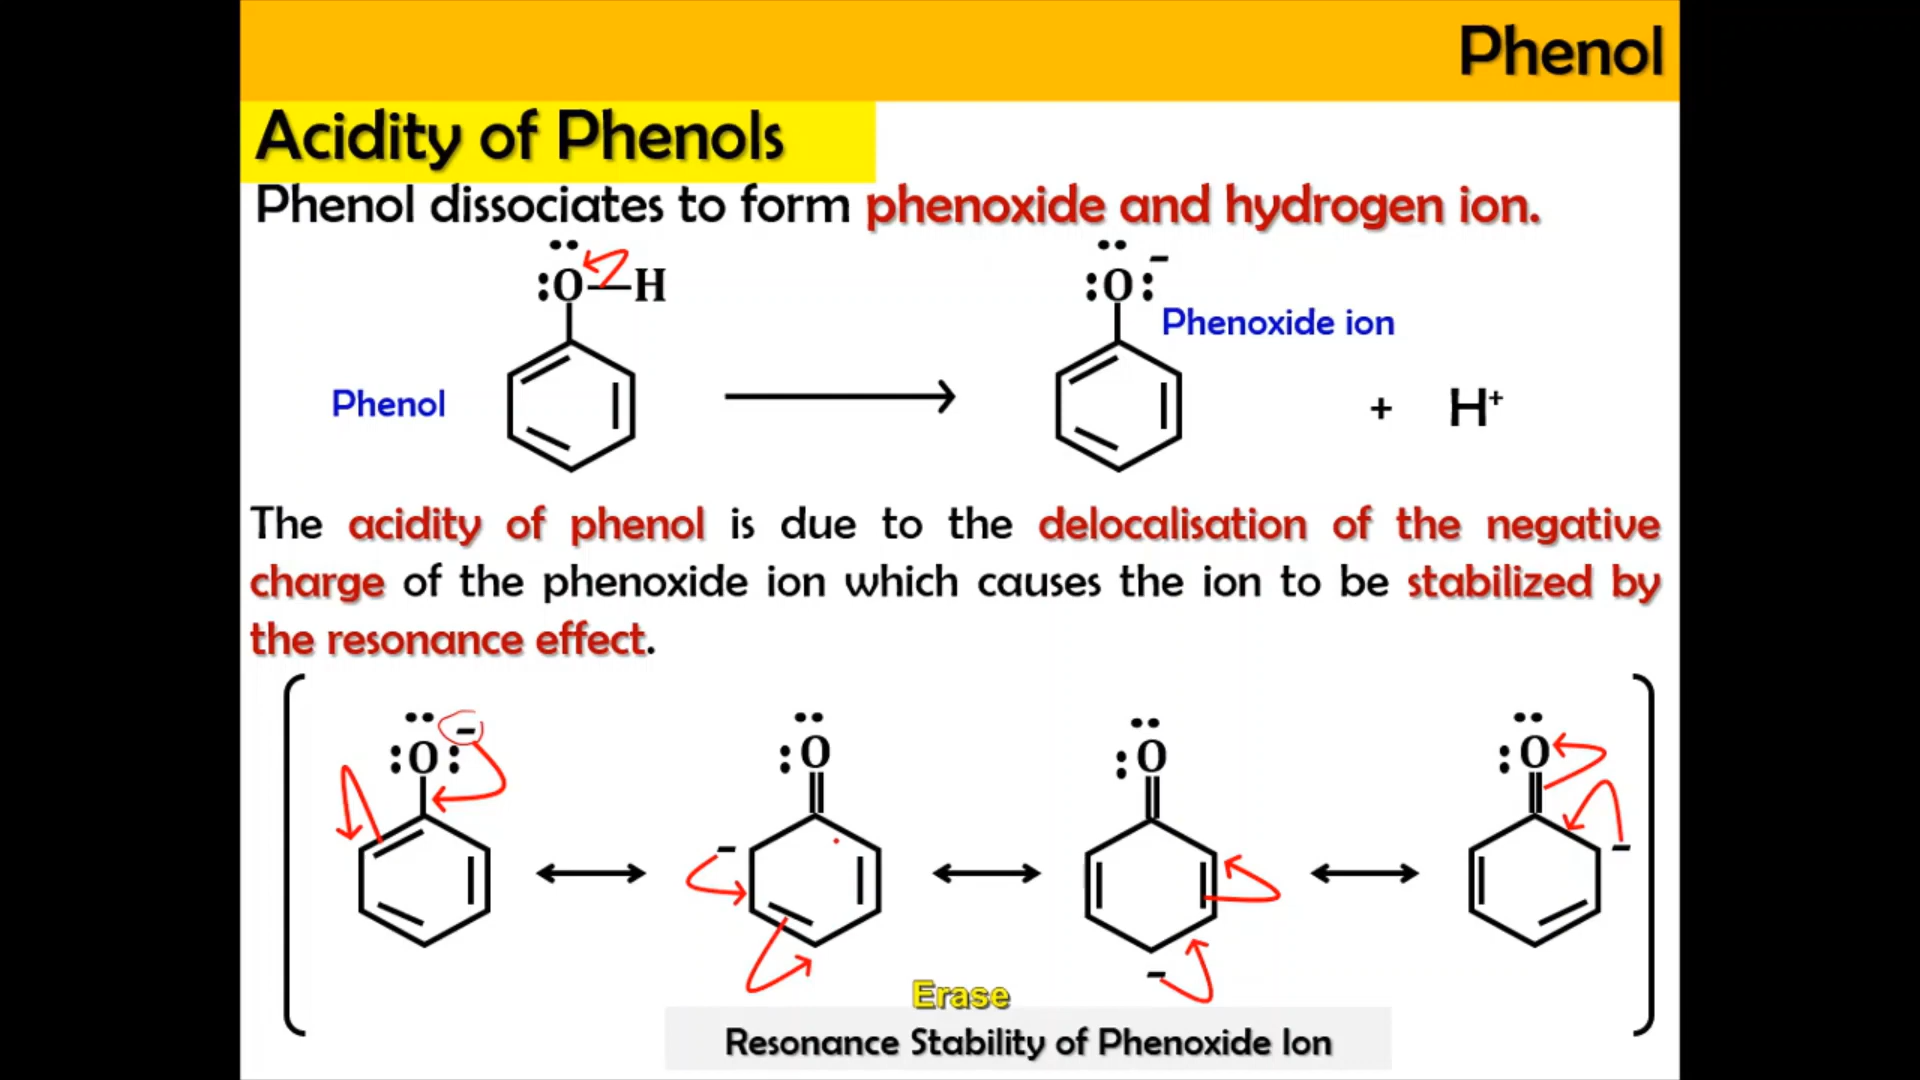 Phenol
Acidity of Phenols
Phenol dissociates to form phenoxide and hydrogen ion.
:O—H
:O:-
Phenoxide ion
Phenol
+ H+
The acidity of phenol is due to the delocalisation of the negative
charge of the phenoxide ion which causes the ion to be stabilized by
the resonance effect.
:O:- :O :O :O
- - -
Erase
Resonance Stability of Phenoxide Ion